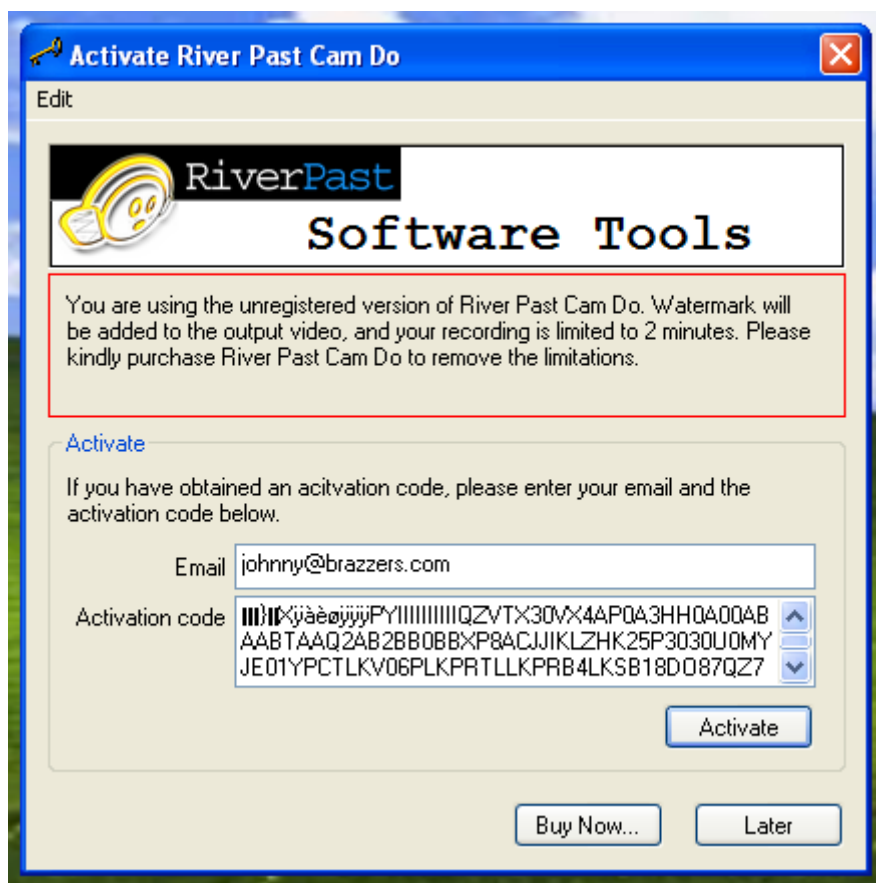 Activate River Past Cam Do
Edit
RiverPast
Software Tools
You are using the unregistered version of River Past Cam Do. Watermark will
be added to the output video, and your recording is limited to 2 minutes. Please
kindly purchase River Past Cam Do to remove the limitations.
Activate
If you have obtained an acitvation code, please enter your email and the
activation code below.
Email johnny@brazzers.com
Activation code
AABTAAQ2AB2BB0BBXP8ACJJIKLZHK25P3030U0MY
JE01YPCTLKV06PLKPRTLLKPRB4LKSB18DO87QZ7
Activate
Buy Now...
Later